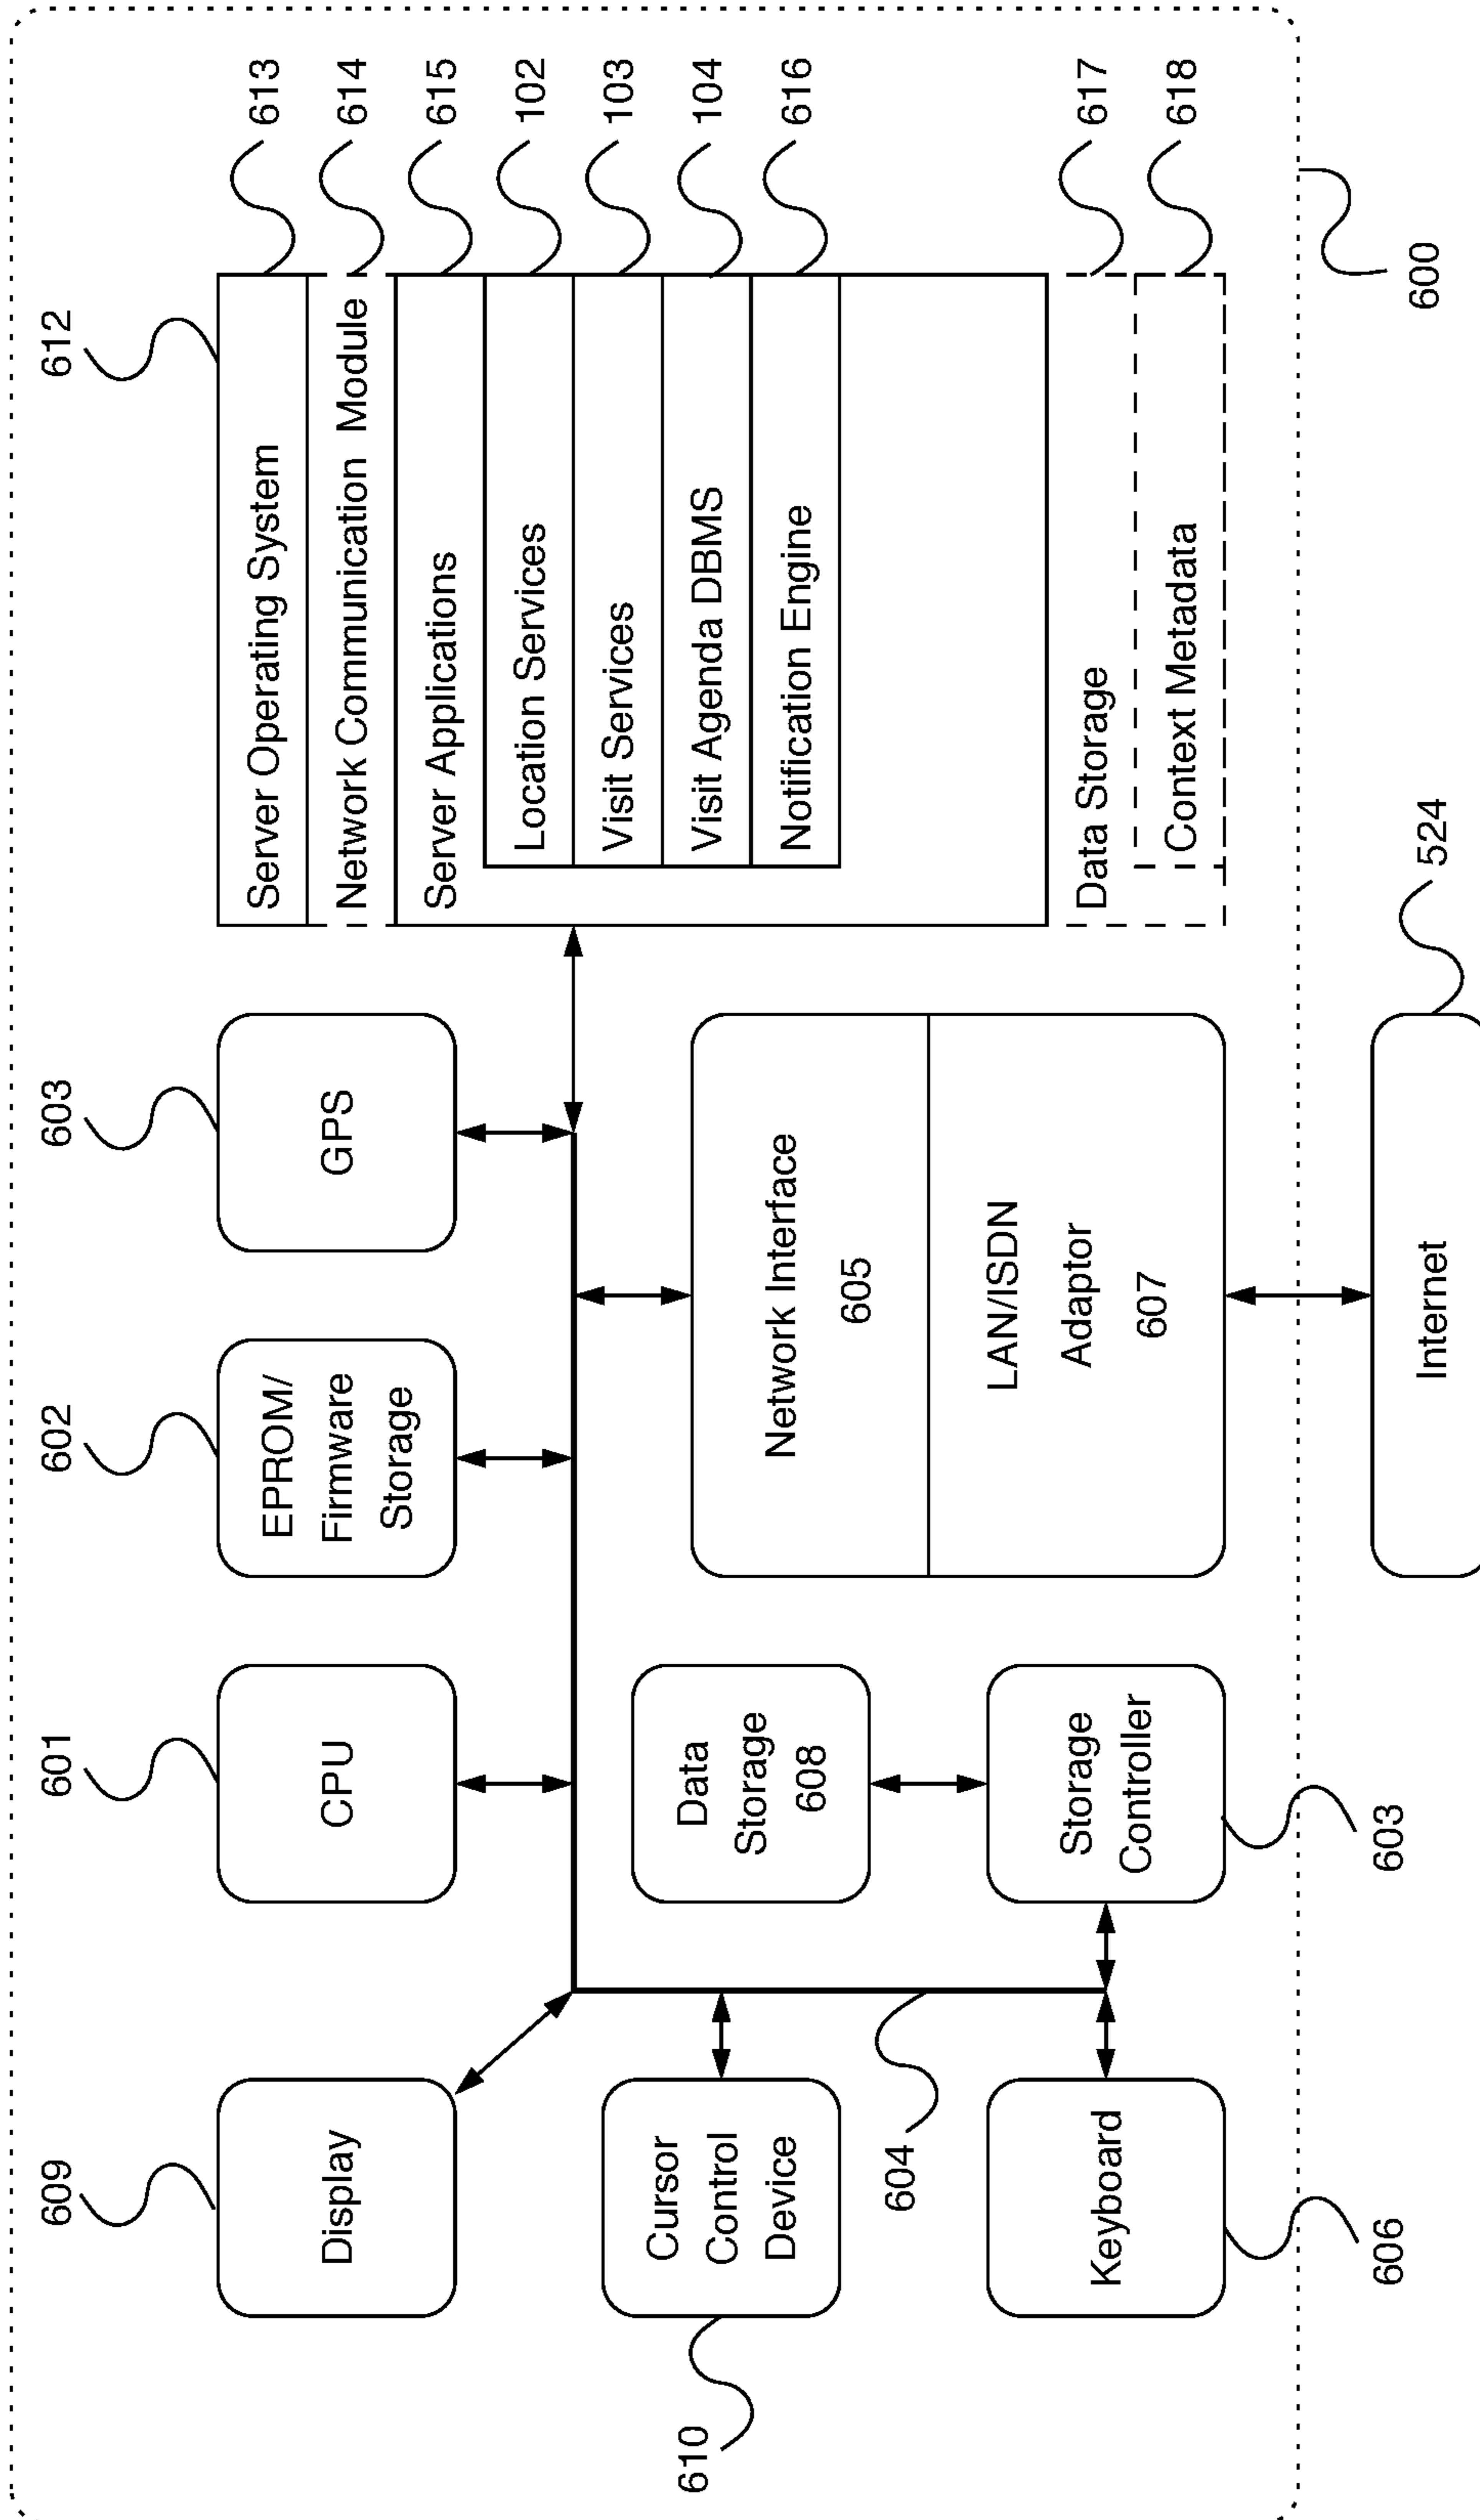 609
601
602
603
612
Display
CPU
EPROM/
Firmware
Storage
GPS
Server Operating System
613
Network Communication Module
614
Server Applications
615
Location Services
102
Visit Services
103
Visit Agenda DBMS
104
Notification Engine
616
Data Storage
617
Context Metadata
618
610
Cursor
Control
Device
604
Data
Storage
608
Network Interface
605
LAN/ISDN
Adaptor
607
Keyboard
Storage
Controller
606
603
600
Internet
524